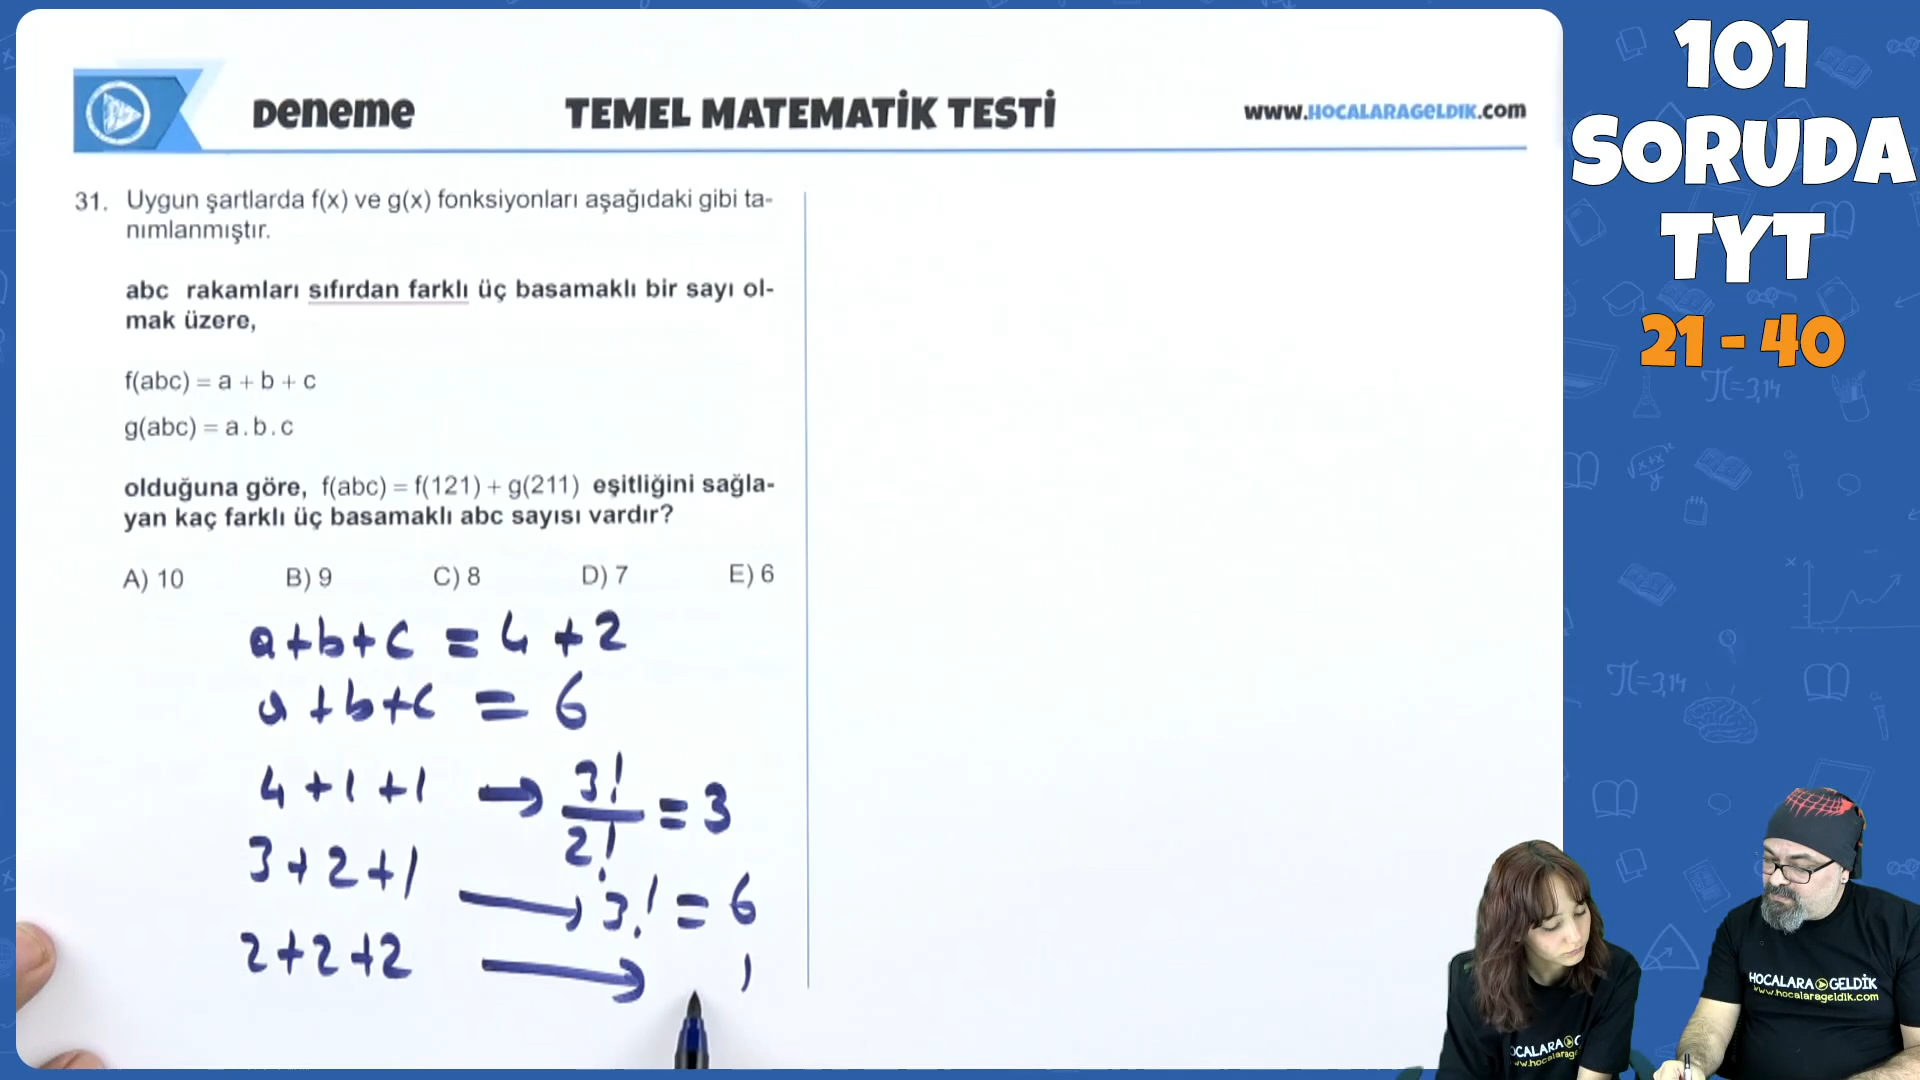 Deneme
TEMEL MATEMATİK TESTİ
www.HOCALARAGELDIK.com
31. Uygun şartlarda f(x) ve g(x) fonksiyonları aşağıdaki gibi ta-
nımlanmıştır.
abc rakamları sıfırdan farklı üç basamaklı bir sayı ol-
mak üzere,
f(abc) = a + b + c
g(abc) = a . b . c
olduğuna göre, f(abc) = f(121) + g(211) eşitliğini sağla-
yan kaç farklı üç basamaklı abc sayısı vardır?
A) 10 B) 9 C) 8 D) 7 E) 6
a+b+c = 4 + 2
a+b+c = 6
4+1+1 → 3!/2! = 3
3+2+1 → 3! = 6
2+2+2 → 1
101
SORUDA
TYT
21 - 40
π=3,14
π=3,14
HOCALARA GELDİK
www.hocalarageldik.com